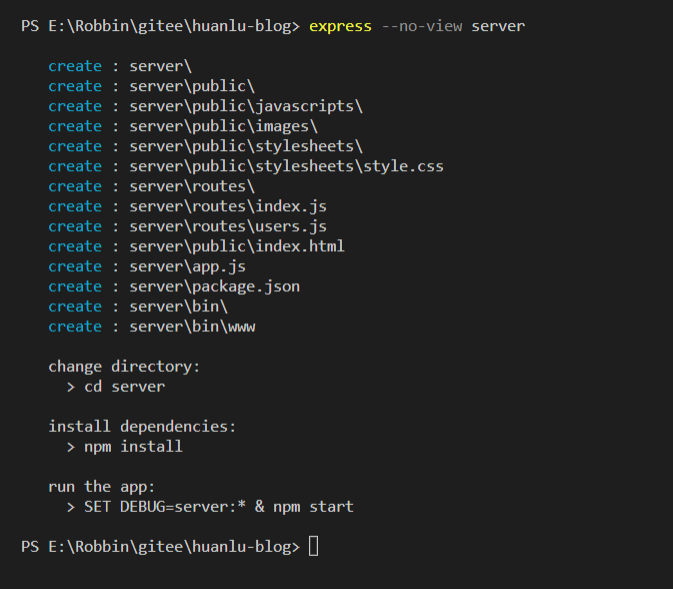 PS E:\Robbin\gitee\huanlu-blog> express --no-view server
create : server\
create : server\public\
create : server\public\javascripts\
create : server\public\images\
create : server\public\stylesheets\
create : server\public\stylesheets\style.css
create : server\routes\
create : server\routes\index.js
create : server\routes\users.js
create : server\public\index.html
create : server\app.js
create : server\package.json
create : server\bin\
create : server\bin\www
change directory:
> cd server
install dependencies:
> npm install
run the app:
> SET DEBUG=server:* & npm start
PS E:\Robbin\gitee\huanlu-blog>